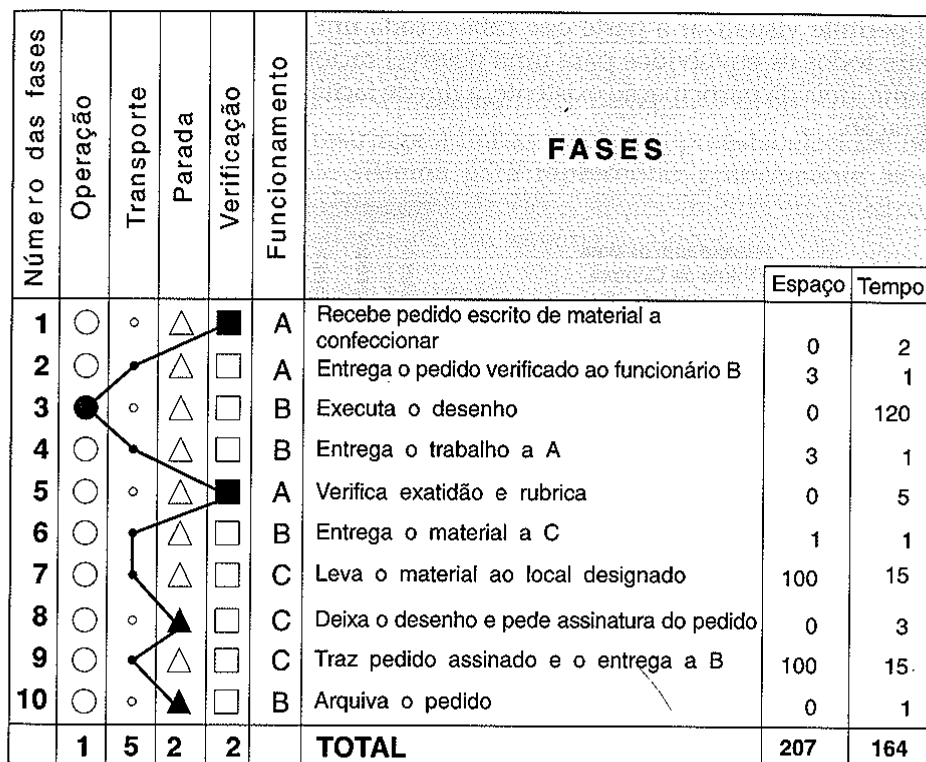 Número das fases
Operação
Transporte
Parada
Verificação
Funcionamento
FASES
Espaço Tempo
1 A Recebe pedido escrito de material a
confeccionar 0 2
2 A Entrega o pedido verificado ao funcionário B 3 1
3 B Executa o desenho 0 120
4 B Entrega o trabalho a A 3 1
5 A Verifica exatidão e rubrica 0 5
6 B Entrega o material a C 1 1
7 C Leva o material ao local designado 100 15
8 C Deixa o desenho e pede assinatura do pedido 0 3
9 C Traz pedido assinado e o entrega a B 100 15
10 B Arquiva o pedido 0 1
1 5 2 2 TOTAL 207 164